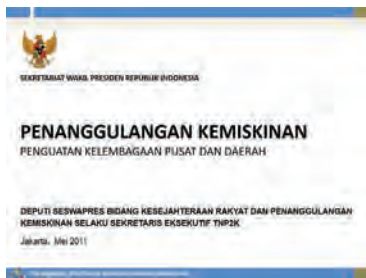 SEKRETARIAT WAKIL PRESIDEN REPUBLIK INDONESIA
PENANGGULANGAN KEMISKINAN
PENGUATAN KELEMBAGAAN PUSAT DAN DAERAH
DEPUTI SESWAPRES BIDANG KESEJAHTERAAN RAKYAT DAN PENANGGULANGAN
KEMISKINAN SELAKU SEKRETARIS EKSEKUTIF TNP2K
Jakarta, Mei 2011